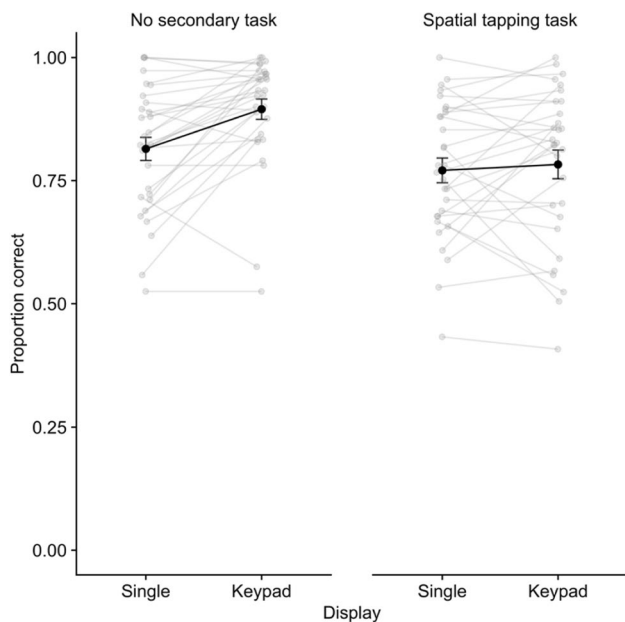 No secondary task
Spatial tapping task
1.00
0.75
0.50
0.25
0.00
Proportion correct
Single
Keypad
Single
Keypad
Display